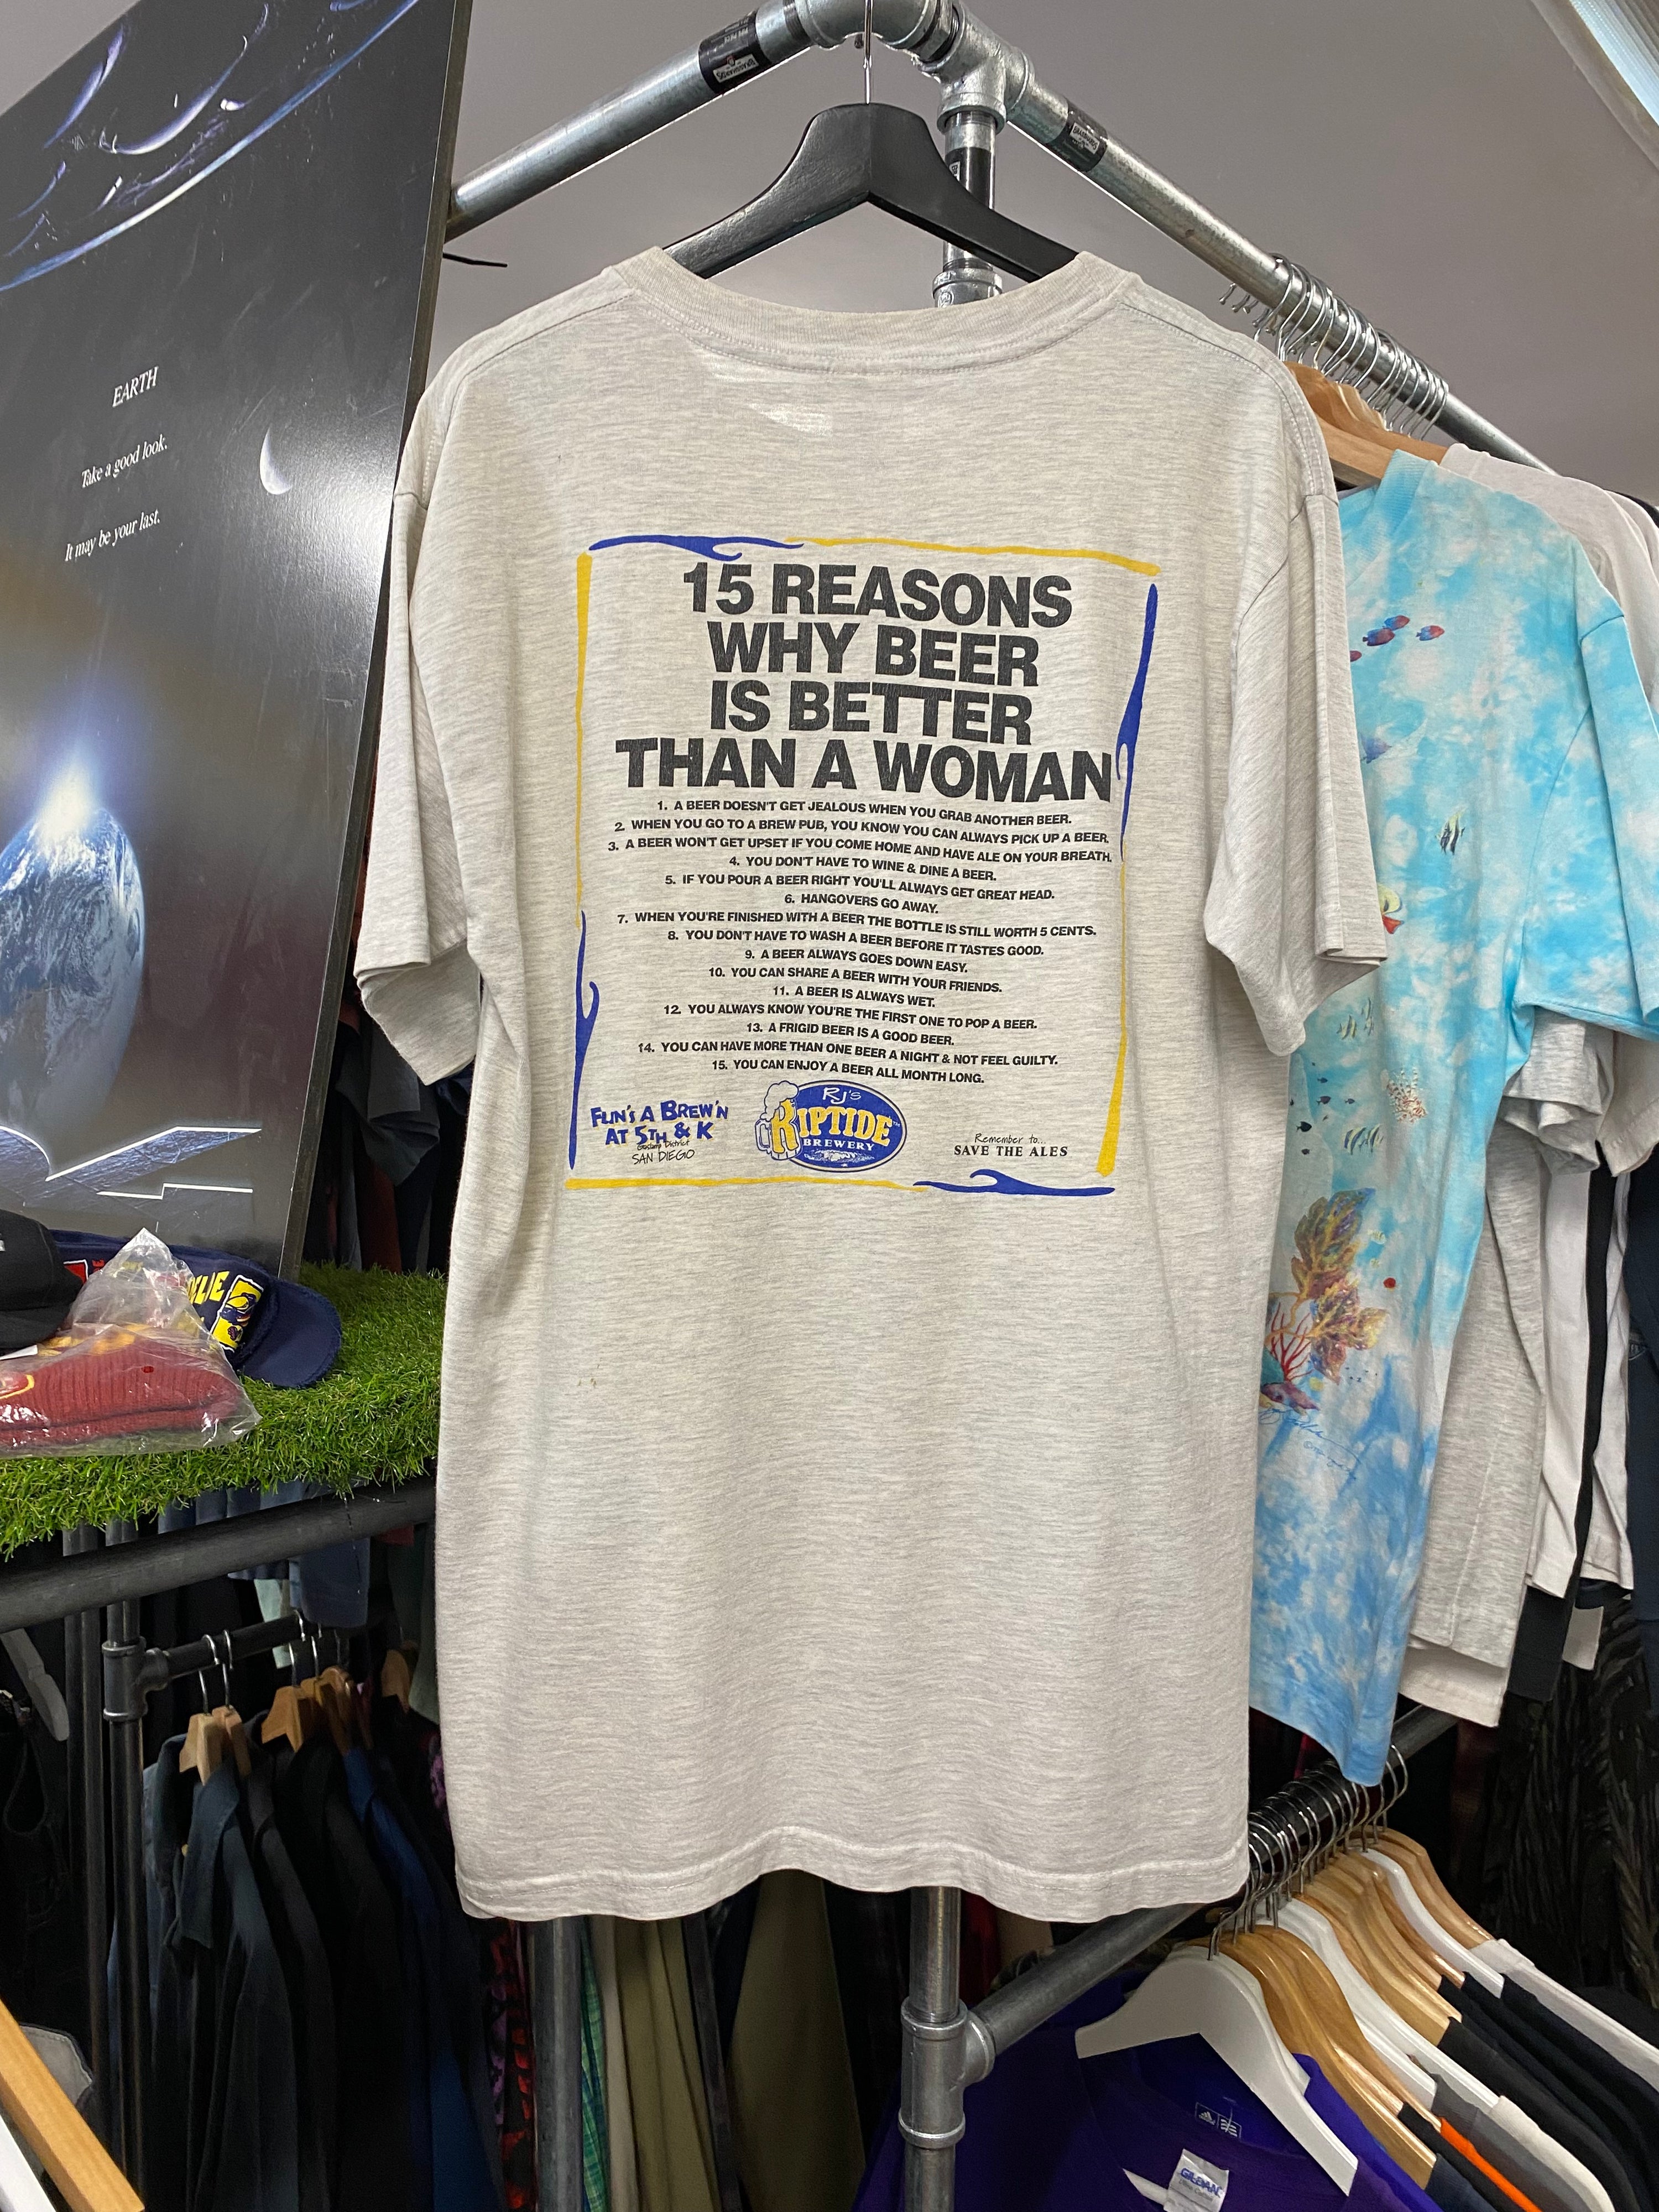 EARTH
Take a good look.
It may be your last.
15 REASONS
WHY BEER
IS BETTER
THAN A WOMAN
1. A BEER DOESN'T GET JEALOUS WHEN YOU GRAB ANOTHER BEER.
2. WHEN YOU GO TO A BREW PUB, YOU KNOW YOU CAN ALWAYS PICK UP A BEER.
3. A BEER WON'T GET UPSET IF YOU COME HOME AND HAVE ALE ON YOUR BREATH.
4. YOU DON'T HAVE TO WINE & DINE A BEER.
5. IF YOU POUR A BEER RIGHT YOU'LL ALWAYS GET GREAT HEAD.
6. HANGOVERS GO AWAY.
7. WHEN YOU'RE FINISHED WITH A BEER THE BOTTLE IS STILL WORTH 5 CENTS.
8. YOU DON'T HAVE TO WASH A BEER BEFORE IT TASTES GOOD.
9. A BEER ALWAYS GOES DOWN EASY.
10. YOU CAN SHARE A BEER WITH YOUR FRIENDS.
11. A BEER IS ALWAYS WET.
12. YOU ALWAYS KNOW YOU'RE THE FIRST ONE TO POP A BEER.
13. A FRIGID BEER IS A GOOD BEER.
14. YOU CAN HAVE MORE THAN ONE BEER A NIGHT & NOT FEEL GUILTY.
15. YOU CAN ENJOY A BEER ALL MONTH LONG.
FUN'S A BREW'N
AT 5TH & K
Gaslamp District
SAN DIEGO
RJ'S
RIPTIDE
BREWERY
Remember to...
SAVE THE ALES
GILDAN